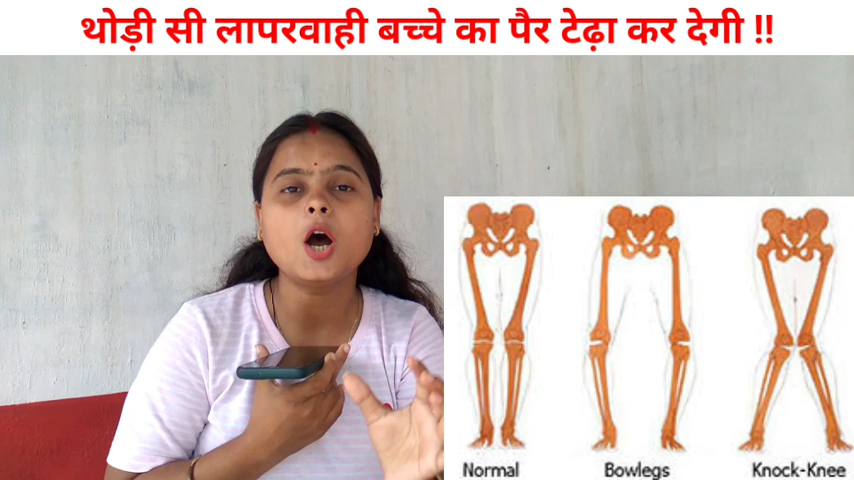 थोड़ी सी लापरवाही बच्चे का पैर टेढ़ा कर देगी !!
Normal
Bowlegs
Knock-Knee